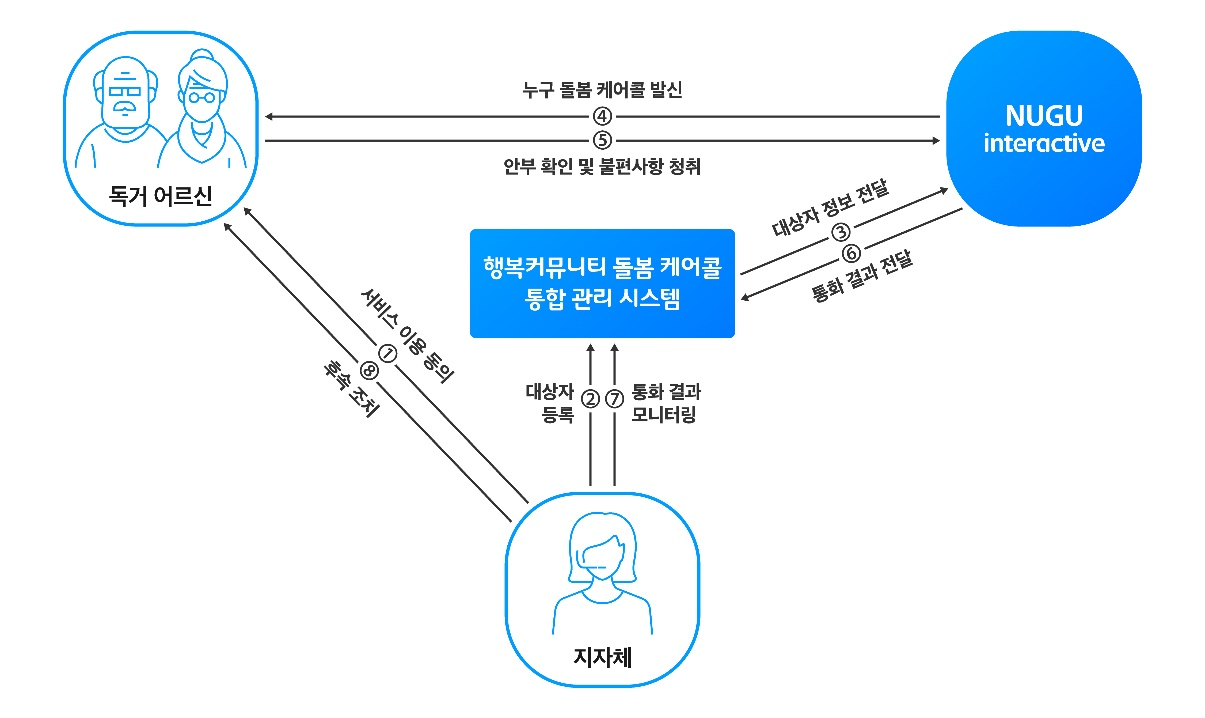 누구 돌봄 케어콜 발신
④
⑤
안부 확인 및 불편사항 청취
독거 어르신
NUGU
interactive
대상자 정보 전달
③
⑥
통화 결과 전달
행복커뮤니티 돌봄 케어콜
통합 관리 시스템
서비스 이용 동의
①
⑧
후속 조치
대상자
등록
②
⑦
통화 결과
모니터링
지자체